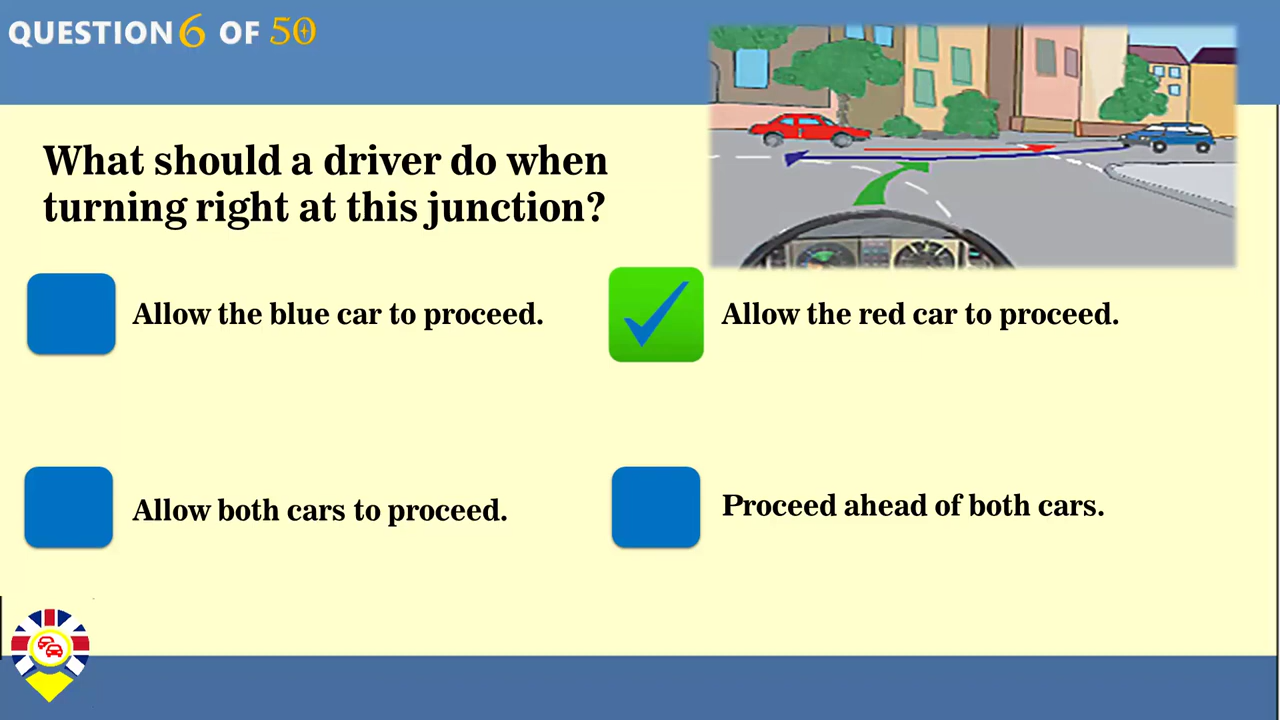 QUESTION 6 OF 50
What should a driver do when
turning right at this junction?
Allow the blue car to proceed.
Allow the red car to proceed.
Allow both cars to proceed.
Proceed ahead of both cars.